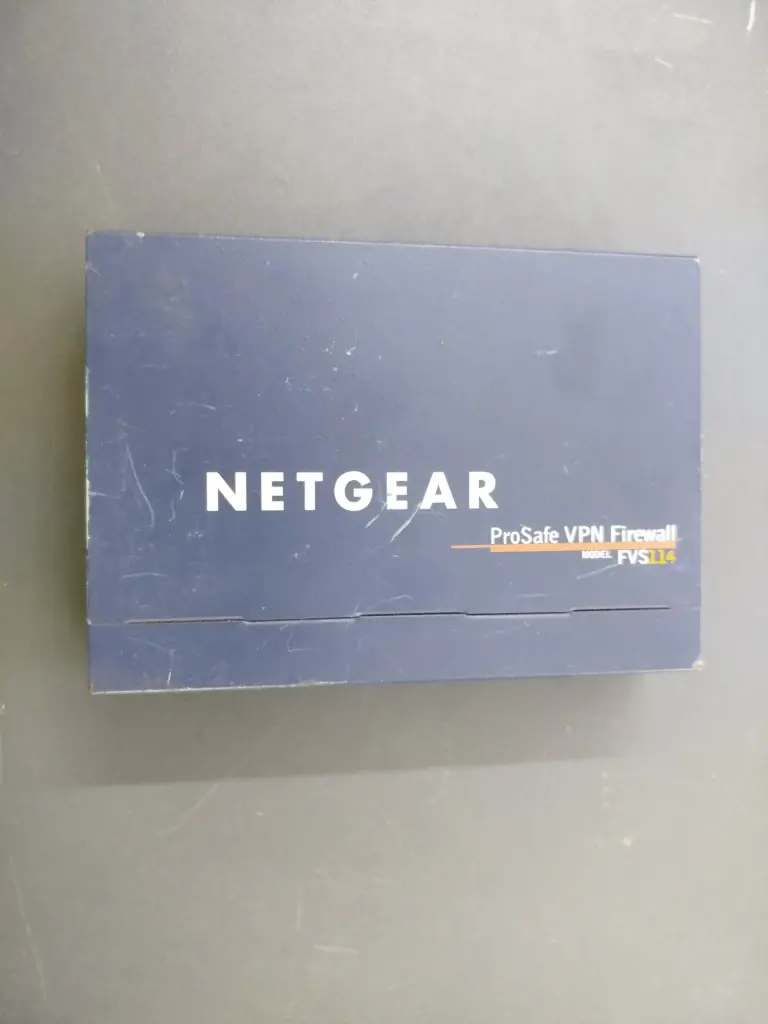 NETGEAR
ProSafe VPN Firewall
MODEL FVS114